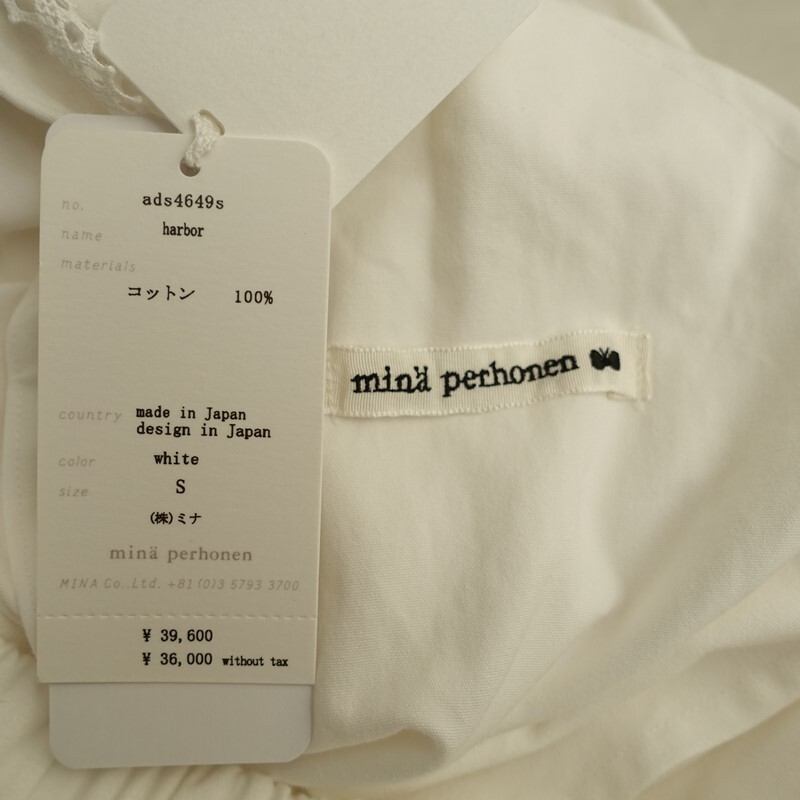 no. ads4649s
name harbor
materials
コットン 100%
country made in Japan
design in Japan
color white
size S
(株)ミナ
minä perhonen
MINA Co.,Ltd. +81(0)3 5793 3700
¥ 39,600
¥ 36,000 without tax
minä perhonen